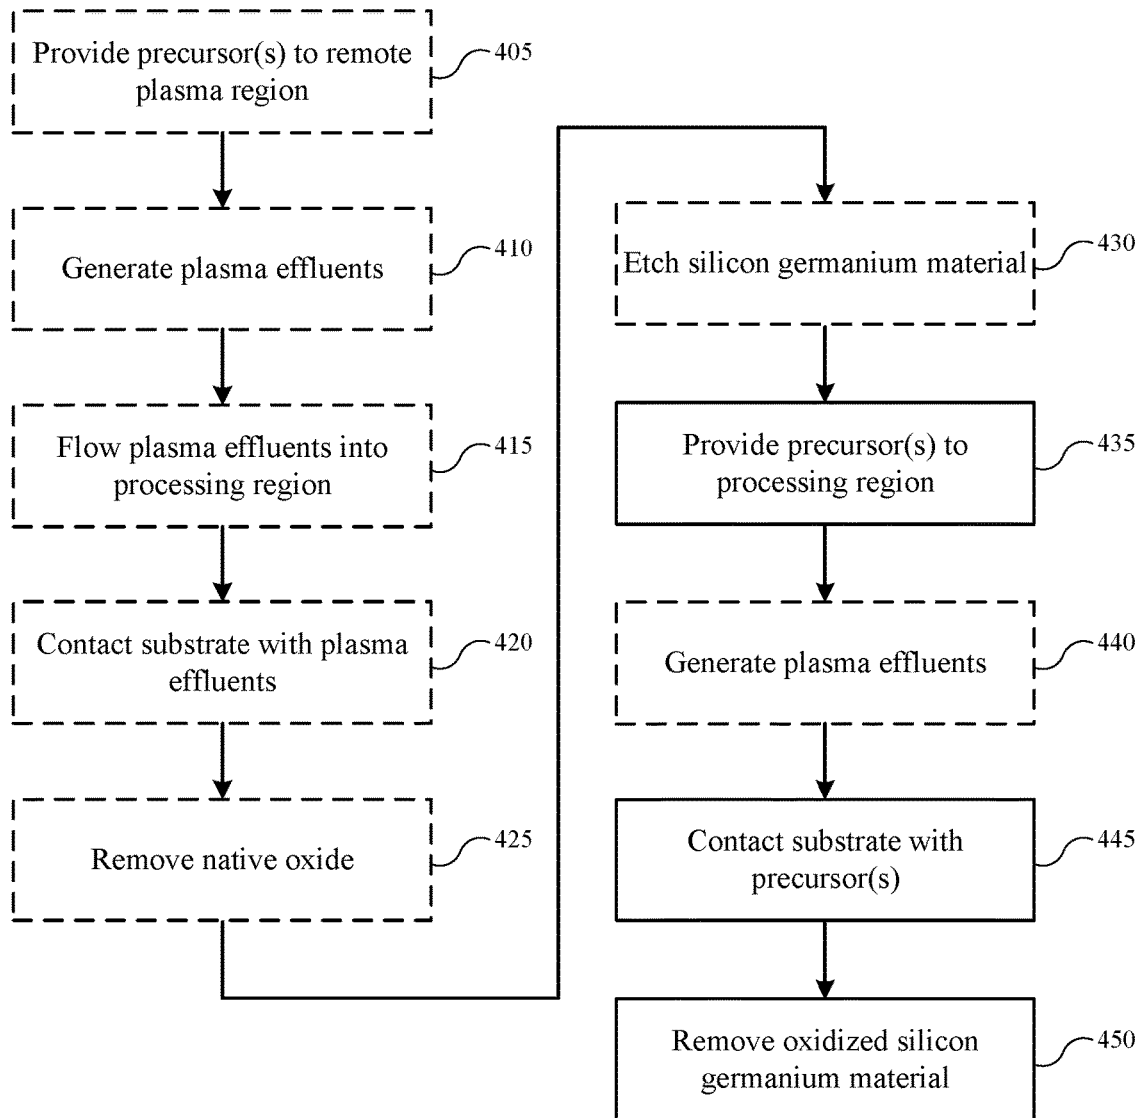 Provide precursor(s) to remote
plasma region
405
Generate plasma effluents
410
Flow plasma effluents into
processing region
415
Contact substrate with plasma
effluents
420
Remove native oxide
425
Etch silicon germanium material
430
Provide precursor(s) to
processing region
435
Generate plasma effluents
440
Contact substrate with
precursor(s)
445
Remove oxidized silicon
germanium material
450